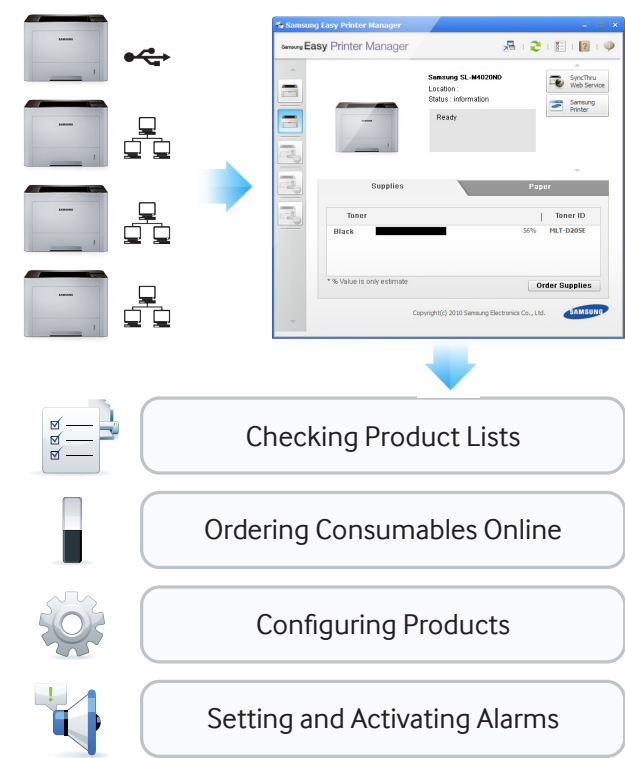 Samsung Easy Printer Manager
Samsung Easy Printer Manager
Samsung SL-M4020ND
Location :
Status : information
Ready
SyncThru
Web Service
Samsung
Printer
Supplies
Paper
Toner
Toner ID
Black
56%
MLT-D205E
* % Value is only estimate
Order Supplies
Copyright(c) 2010 Samsung Electronics Co., Ltd.
SAMSUNG
Checking Product Lists
Ordering Consumables Online
Configuring Products
Setting and Activating Alarms